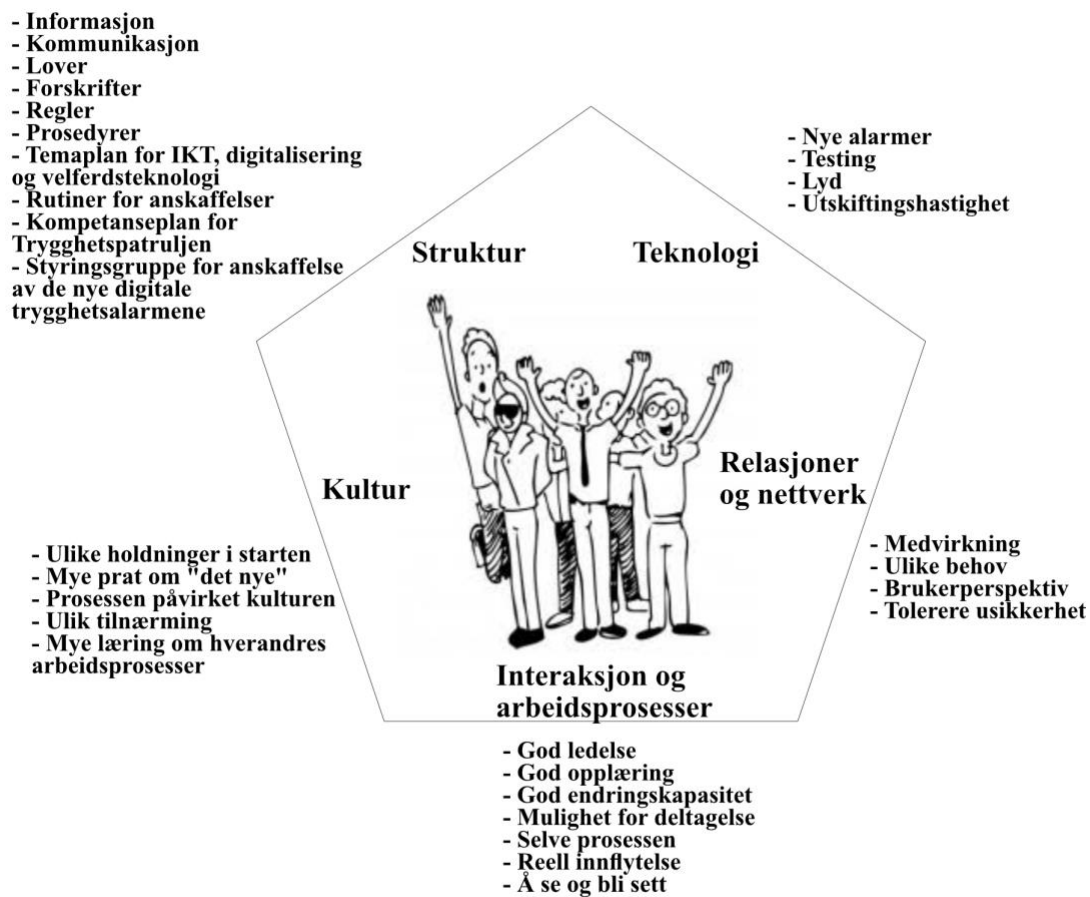 - Informasjon
- Kommunikasjon
- Lover
- Forskrifter
- Regler
- Prosedyrer
- Temaplan for IKT, digitalisering
og velferdsteknologi
- Rutiner for anskaffelser
- Kompetanseplan for
Trygghetspatruljen
- Styringsgruppe for anskaffelse
av de nye digitale
trygghetsalarmene
- Nye alarmer
- Testing
- Lyd
- Utskiftingshastighet
Struktur
Teknologi
Kultur
Relasjoner
og nettverk
- Ulike holdninger i starten
- Mye prat om "det nye"
- Prosessen påvirket kulturen
- Ulik tilnærming
- Mye læring om hverandres
arbeidsprosesser
- Medvirkning
- Ulike behov
- Brukerperspektiv
- Tolerere usikkerhet
Interaksjon og
arbeidsprosesser
- God ledelse
- God opplæring
- God endringskapasitet
- Mulighet for deltagelse
- Selve prosessen
- Reell innflytelse
- Å se og bli sett